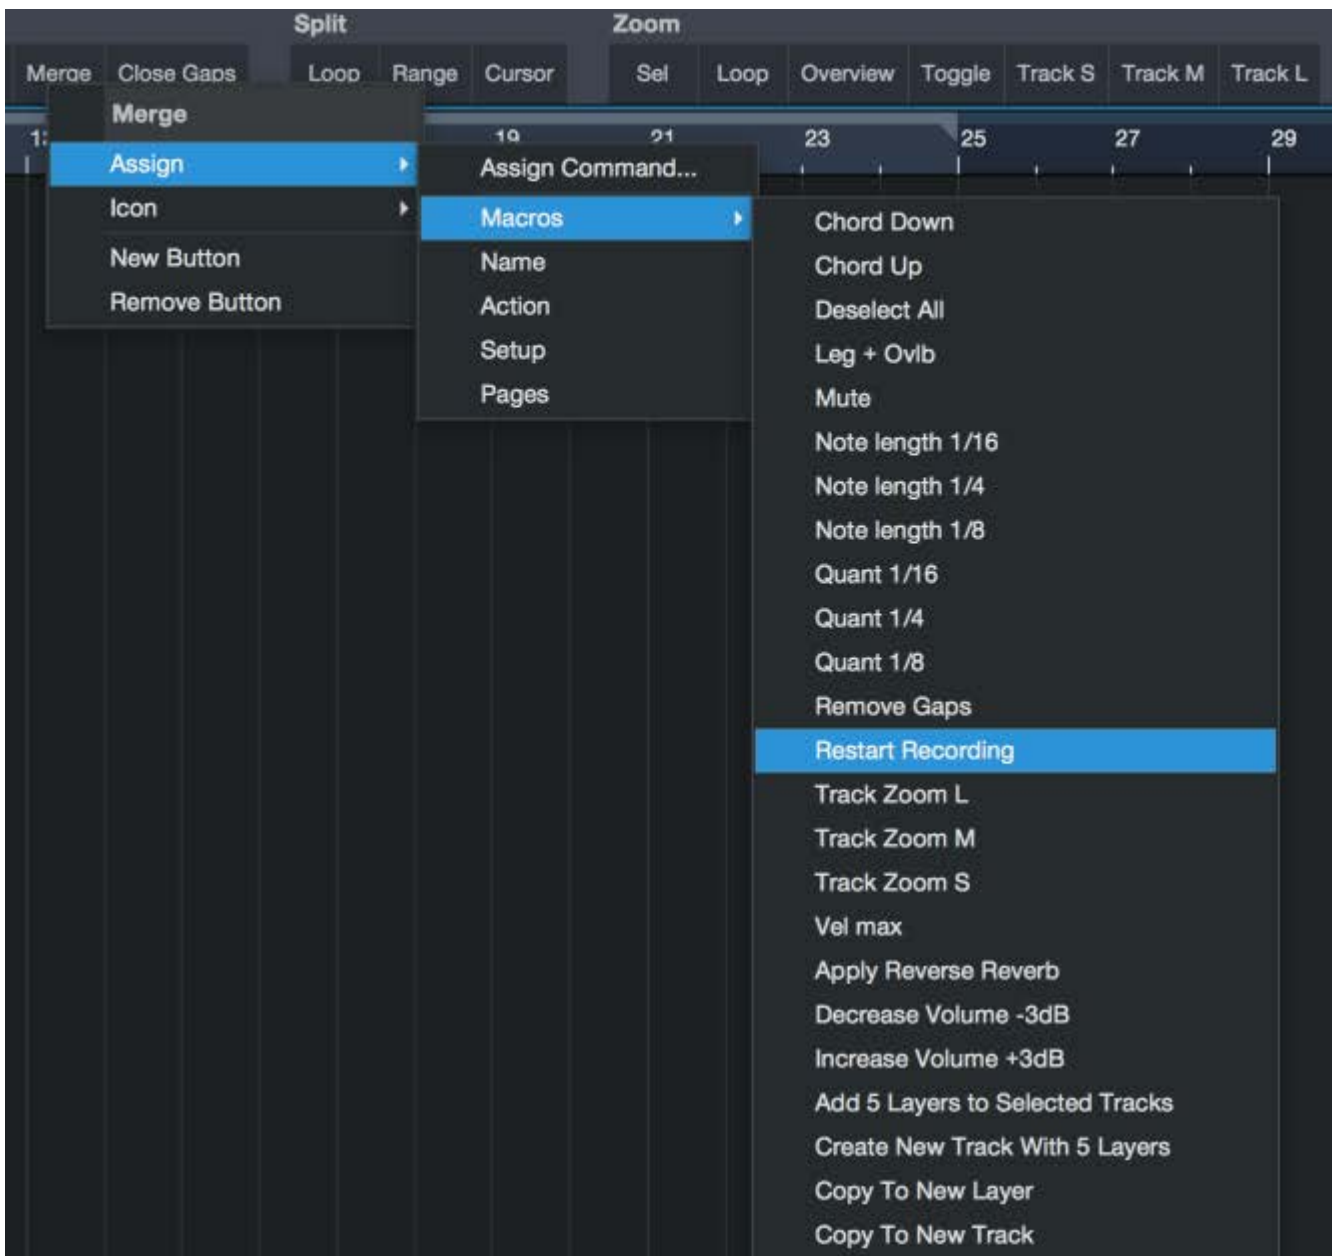 Split Zoom
Merge Close Gaps Loop Range Cursor Sel Loop Overview Toggle Track S Track M Track L
19 21 23 25 27 29
Merge
Assign
Icon
New Button
Remove Button
Assign Command...
Macros
Name
Action
Setup
Pages
Chord Down
Chord Up
Deselect All
Leg + Ovlb
Mute
Note length 1/16
Note length 1/4
Note length 1/8
Quant 1/16
Quant 1/4
Quant 1/8
Remove Gaps
Restart Recording
Track Zoom L
Track Zoom M
Track Zoom S
Vel max
Apply Reverse Reverb
Decrease Volume -3dB
Increase Volume +3dB
Add 5 Layers to Selected Tracks
Create New Track With 5 Layers
Copy To New Layer
Copy To New Track